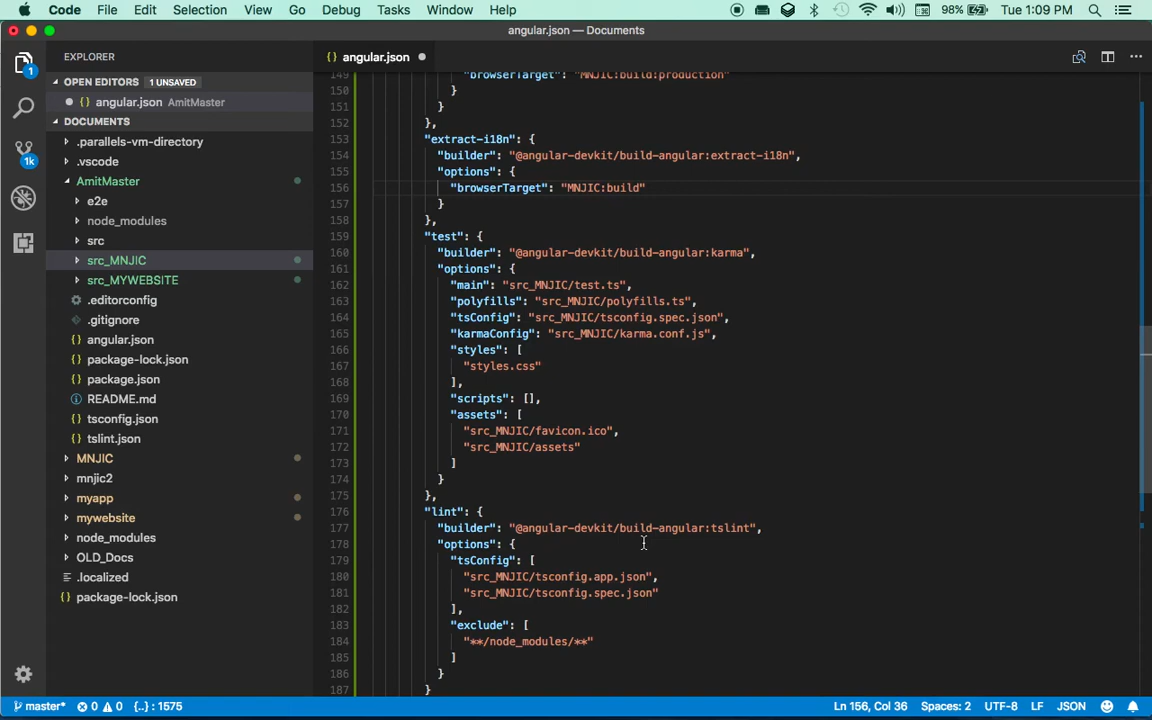 Code File Edit Selection View Go Debug Tasks Window Help 98% Tue 1:09 PM
angular.json — Documents
EXPLORER
OPEN EDITORS 1 UNSAVED
{} angular.json AmitMaster
DOCUMENTS
.parallels-vm-directory
.vscode
AmitMaster
e2e
node_modules
src
src_MNJIC
src_MYWEBSITE
.editorconfig
.gitignore
{} angular.json
{} package-lock.json
{} package.json
README.md
{} tsconfig.json
{} tslint.json
MNJIC
mnjic2
myapp
mywebsite
node_modules
OLD_Docs
.localized
{} package-lock.json
1
1k
{} angular.json
149 "browserTarget": "MNJIC:build:production"
150 }
151 }
152 },
153 "extract-i18n": {
154 "builder": "@angular-devkit/build-angular:extract-i18n",
155 "options": {
156 "browserTarget": "MNJIC:build"
157 }
158 },
159 "test": {
160 "builder": "@angular-devkit/build-angular:karma",
161 "options": {
162 "main": "src_MNJIC/test.ts",
163 "polyfills": "src_MNJIC/polyfills.ts",
164 "tsConfig": "src_MNJIC/tsconfig.spec.json",
165 "karmaConfig": "src_MNJIC/karma.conf.js",
166 "styles": [
167 "styles.css"
168 ],
169 "scripts": [],
170 "assets": [
171 "src_MNJIC/favicon.ico",
172 "src_MNJIC/assets"
173 ]
174 }
175 },
176 "lint": {
177 "builder": "@angular-devkit/build-angular:tslint",
178 "options": {
179 "tsConfig": [
180 "src_MNJIC/tsconfig.app.json",
181 "src_MNJIC/tsconfig.spec.json"
182 ],
183 "exclude": [
184 "**/node_modules/**"
185 ]
186 }
187 }
master* 0 0 {..} : 1575 Ln 156, Col 36 Spaces: 2 UTF-8 LF JSON